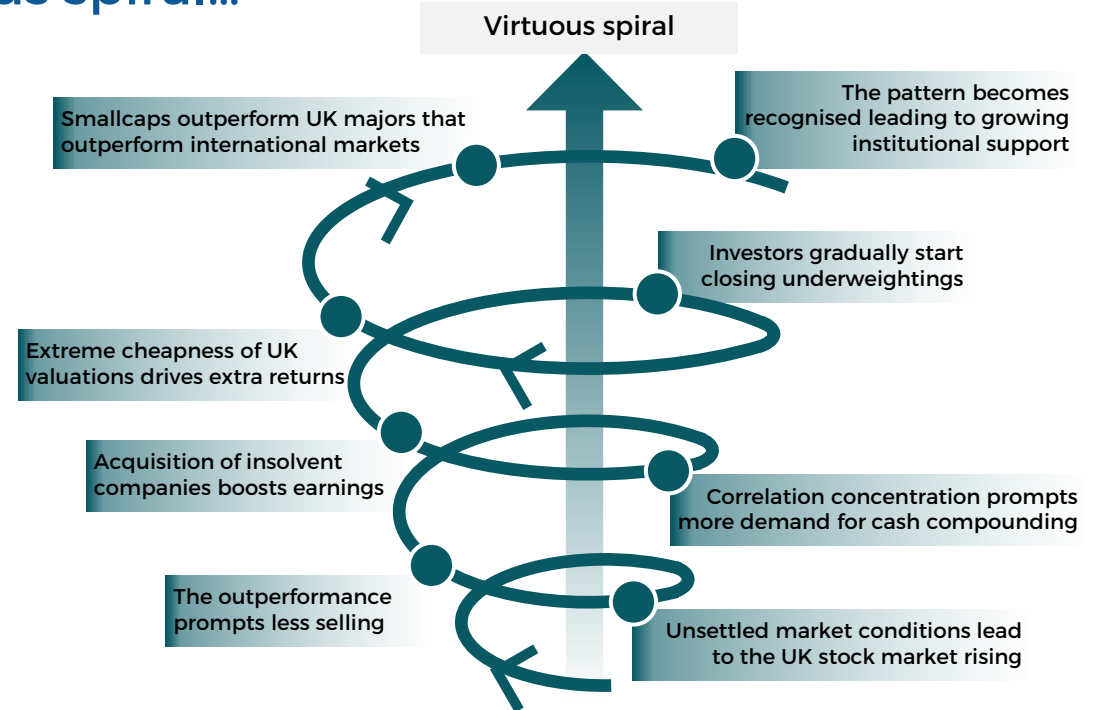 Virtuous spiral
Smallcaps outperform UK majors that
outperform international markets
The pattern becomes
recognised leading to growing
institutional support
Investors gradually start
closing underweightings
Extreme cheapness of UK
valuations drives extra returns
Acquisition of insolvent
companies boosts earnings
Correlation concentration prompts
more demand for cash compounding
The outperformance
prompts less selling
Unsettled market conditions lead
to the UK stock market rising